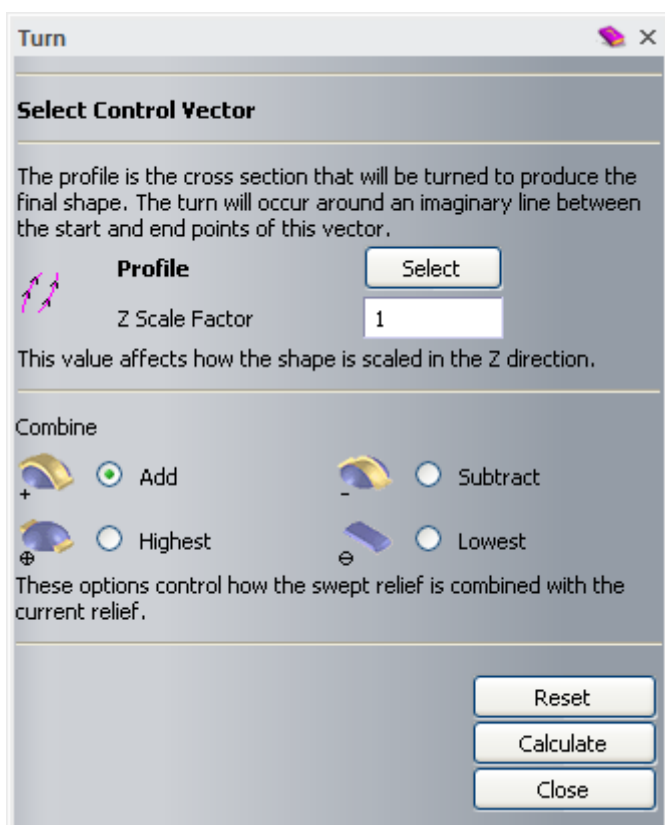 Turn
Select Control Vector
The profile is the cross section that will be turned to produce the
final shape. The turn will occur around an imaginary line between
the start and end points of this vector.
Profile Select
Z Scale Factor 1
This value affects how the shape is scaled in the Z direction.
Combine
+ Add - Subtract
⊕ Highest ⊖ Lowest
These options control how the swept relief is combined with the
current relief.
Reset
Calculate
Close